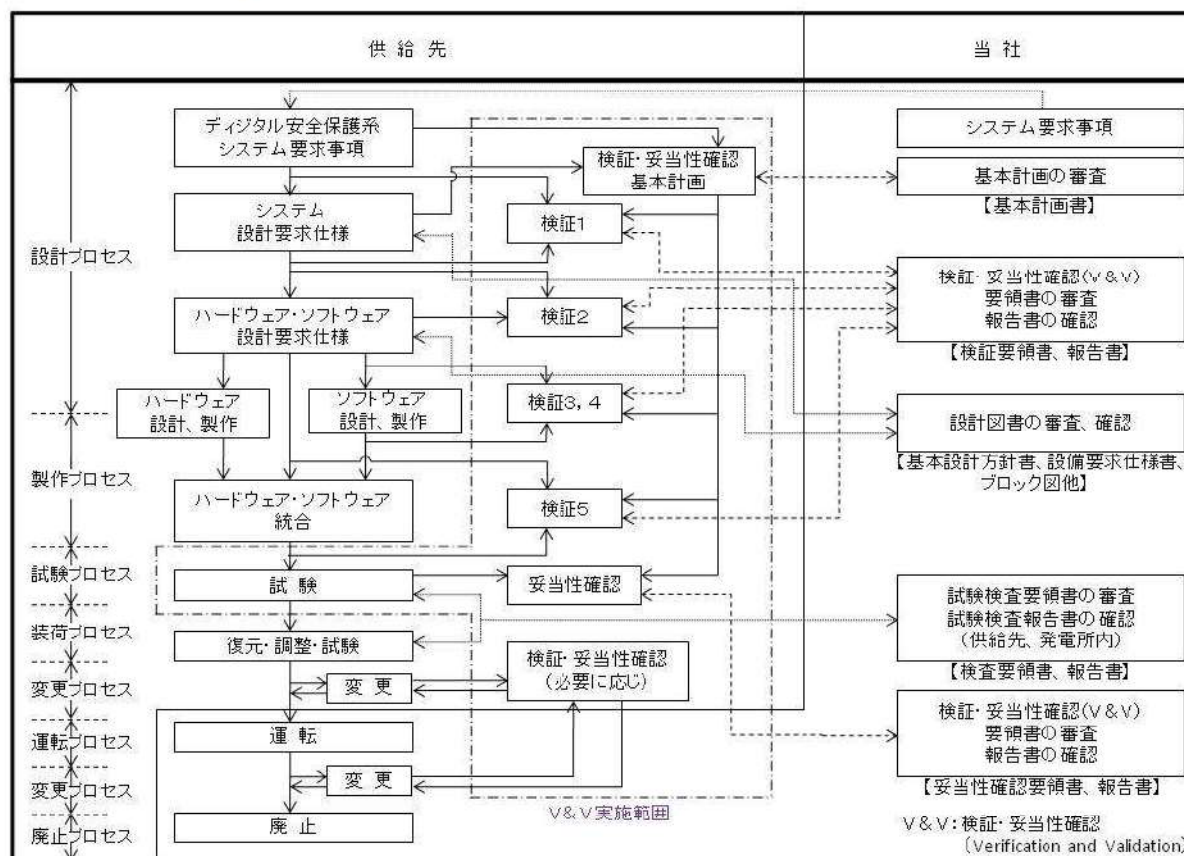 供給先
当社
設計プロセス
製作プロセス
試験プロセス
装荷プロセス
変更プロセス
運転プロセス
変更プロセス
廃止プロセス
ディジタル安全保護系
システム要求事項
システム
設計要求仕様
ハードウェア・ソフトウェア
設計要求仕様
ハードウェア
設計、製作
ソフトウェア
設計、製作
ハードウェア・ソフトウェア
統合
試験
復元・調整・試験
変更
運転
変更
廃止
検証・妥当性確認
基本計画
検証1
検証2
検証3,4
検証5
妥当性確認
検証・妥当性確認
(必要に応じ)
V&V実施範囲
システム要求事項
基本計画の審査
【基本計画書】
検証・妥当性確認(V&V)
要領書の審査
報告書の確認
【検証要領書、報告書】
設計図書の審査、確認
【基本設計方針書、設備要求仕様書、
ブロック図他】
試験検査要領書の審査
試験検査報告書の確認
(供給先、発電所内)
【検査要領書、報告書】
検証・妥当性確認(V&V)
要領書の審査
報告書の確認
【妥当性確認要領書、報告書】
V&V:検証・妥当性確認
(Verification and Validation)